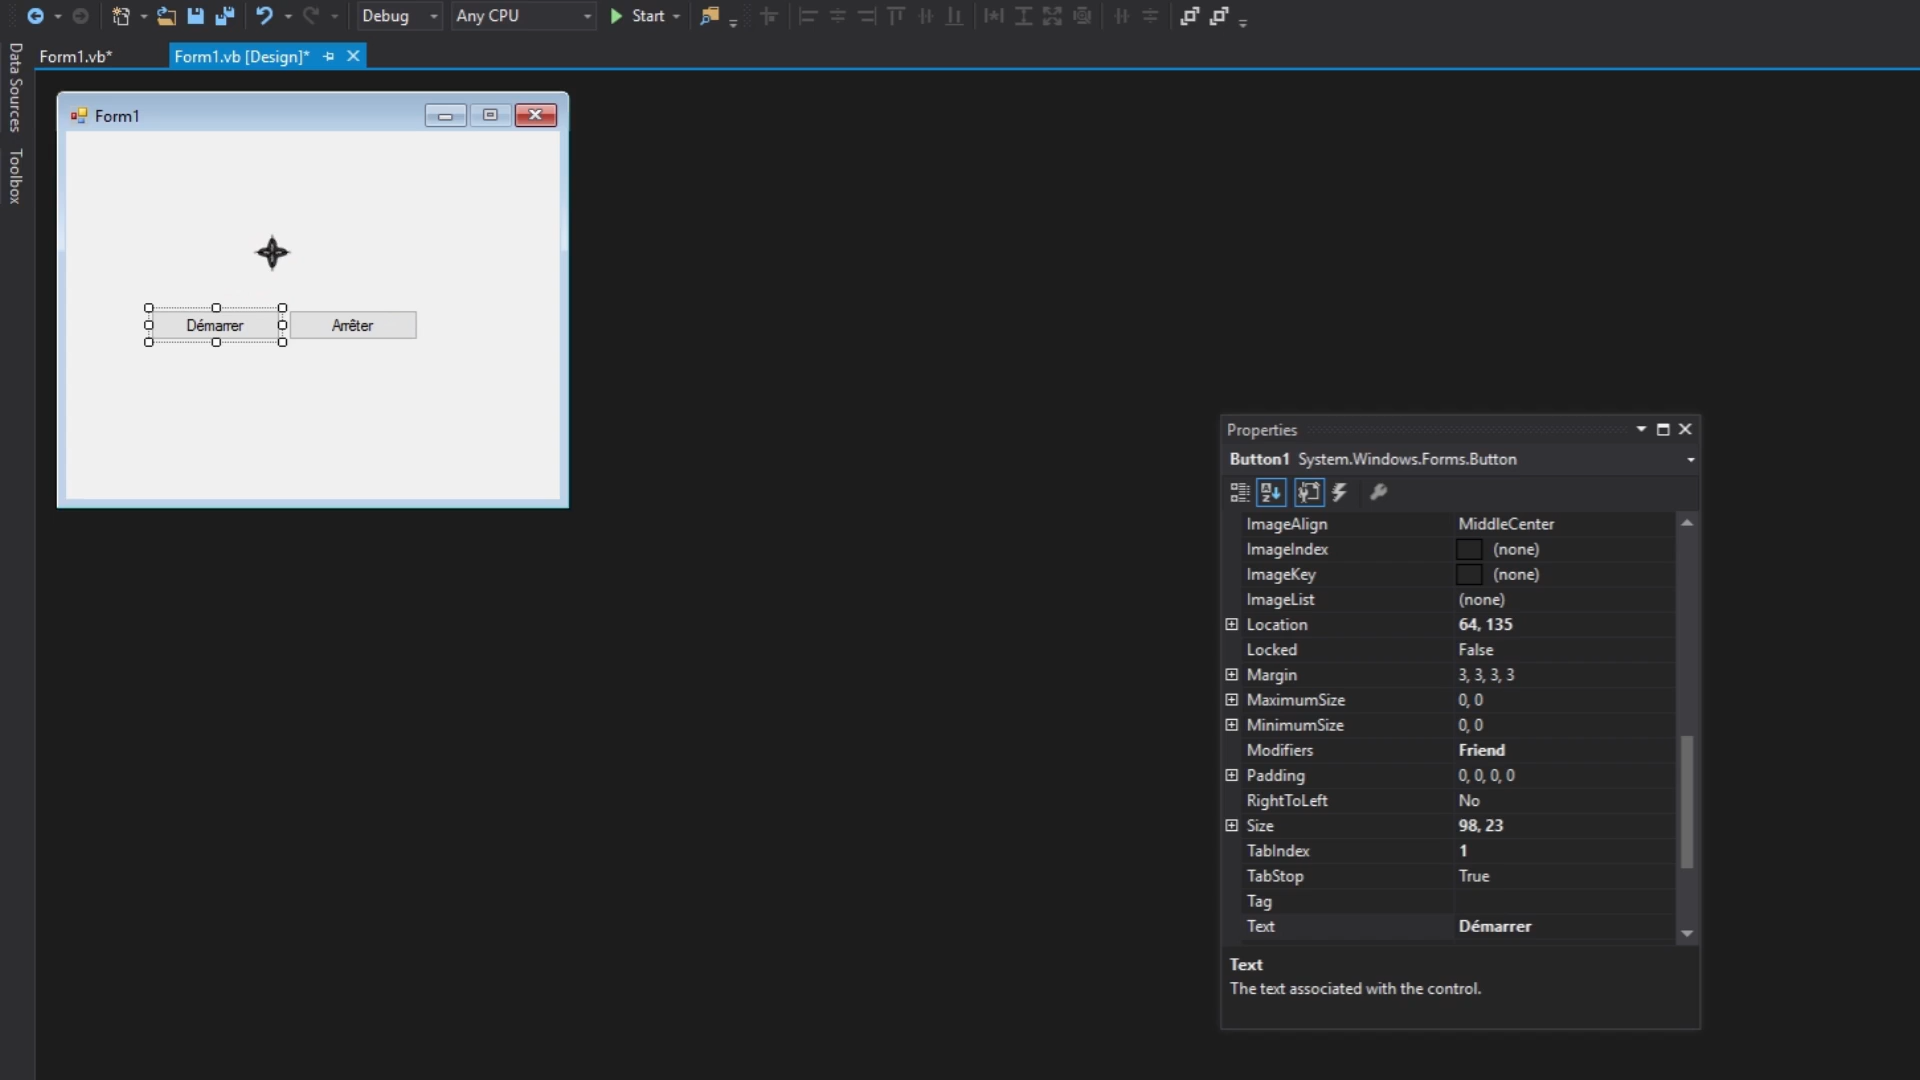 Debug
Any CPU
Start
Form1.vb*
Form1.vb [Design]*
Data Sources
Toolbox
Form1
Démarrer
Arrêter
Properties
Button1 System.Windows.Forms.Button
ImageAlign MiddleCenter
ImageIndex (none)
ImageKey (none)
ImageList (none)
Location 64, 135
Locked False
Margin 3, 3, 3, 3
MaximumSize 0, 0
MinimumSize 0, 0
Modifiers Friend
Padding 0, 0, 0, 0
RightToLeft No
Size 98, 23
TabIndex 1
TabStop True
Tag
Text Démarrer
Text
The text associated with the control.